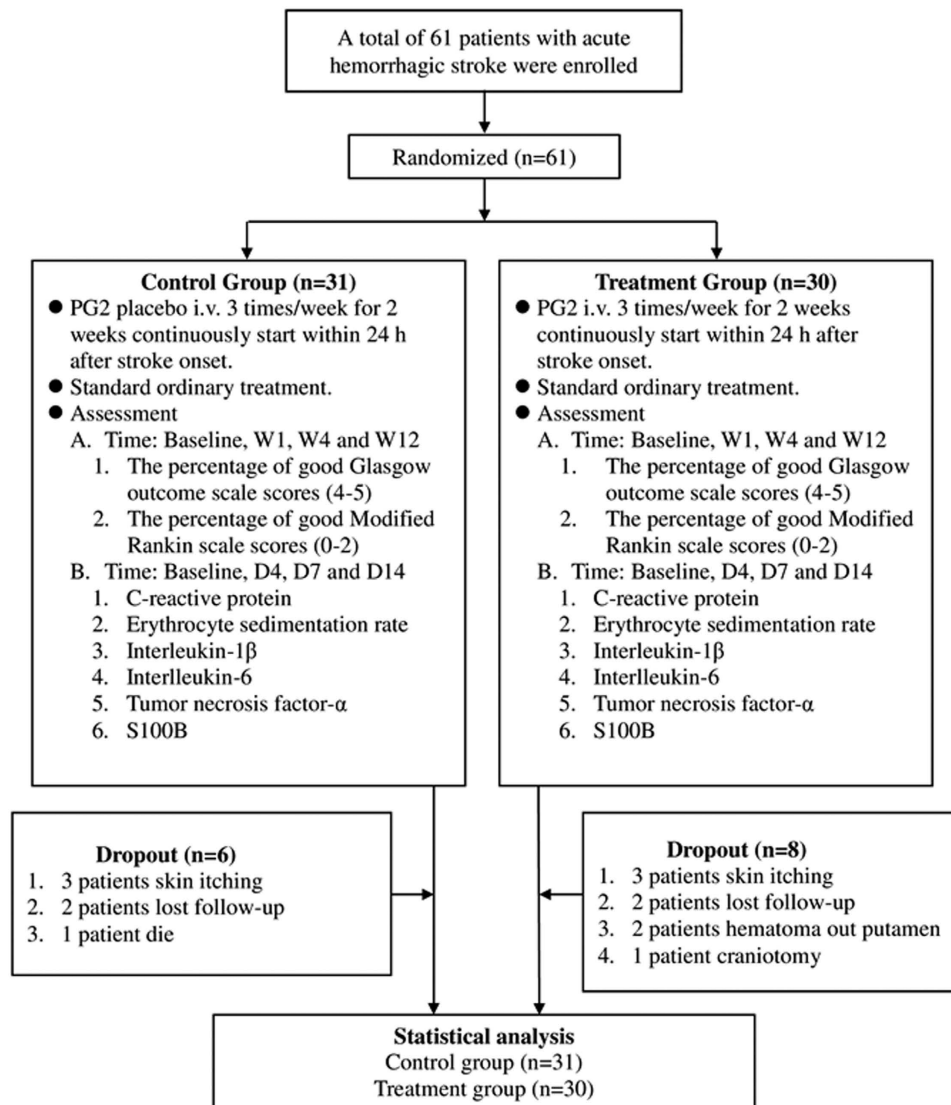 A total of 61 patients with acute
hemorrhagic stroke were enrolled
Randomized (n=61)
Control Group (n=31)
● PG2 placebo i.v. 3 times/week for 2
weeks continuously start within 24 h
after stroke onset.
● Standard ordinary treatment.
● Assessment
A. Time: Baseline, W1, W4 and W12
1. The percentage of good Glasgow
outcome scale scores (4-5)
2. The percentage of good Modified
Rankin scale scores (0-2)
B. Time: Baseline, D4, D7 and D14
1. C-reactive protein
2. Erythrocyte sedimentation rate
3. Interleukin-1β
4. Interlleukin-6
5. Tumor necrosis factor-α
6. S100B
Treatment Group (n=30)
● PG2 i.v. 3 times/week for 2 weeks
continuously start within 24 h after
stroke onset.
● Standard ordinary treatment.
● Assessment
A. Time: Baseline, W1, W4 and W12
1. The percentage of good Glasgow
outcome scale scores (4-5)
2. The percentage of good Modified
Rankin scale scores (0-2)
B. Time: Baseline, D4, D7 and D14
1. C-reactive protein
2. Erythrocyte sedimentation rate
3. Interleukin-1β
4. Interlleukin-6
5. Tumor necrosis factor-α
6. S100B
Dropout (n=6)
1. 3 patients skin itching
2. 2 patients lost follow-up
3. 1 patient die
Dropout (n=8)
1. 3 patients skin itching
2. 2 patients lost follow-up
3. 2 patients hematoma out putamen
4. 1 patient craniotomy
Statistical analysis
Control group (n=31)
Treatment group (n=30)